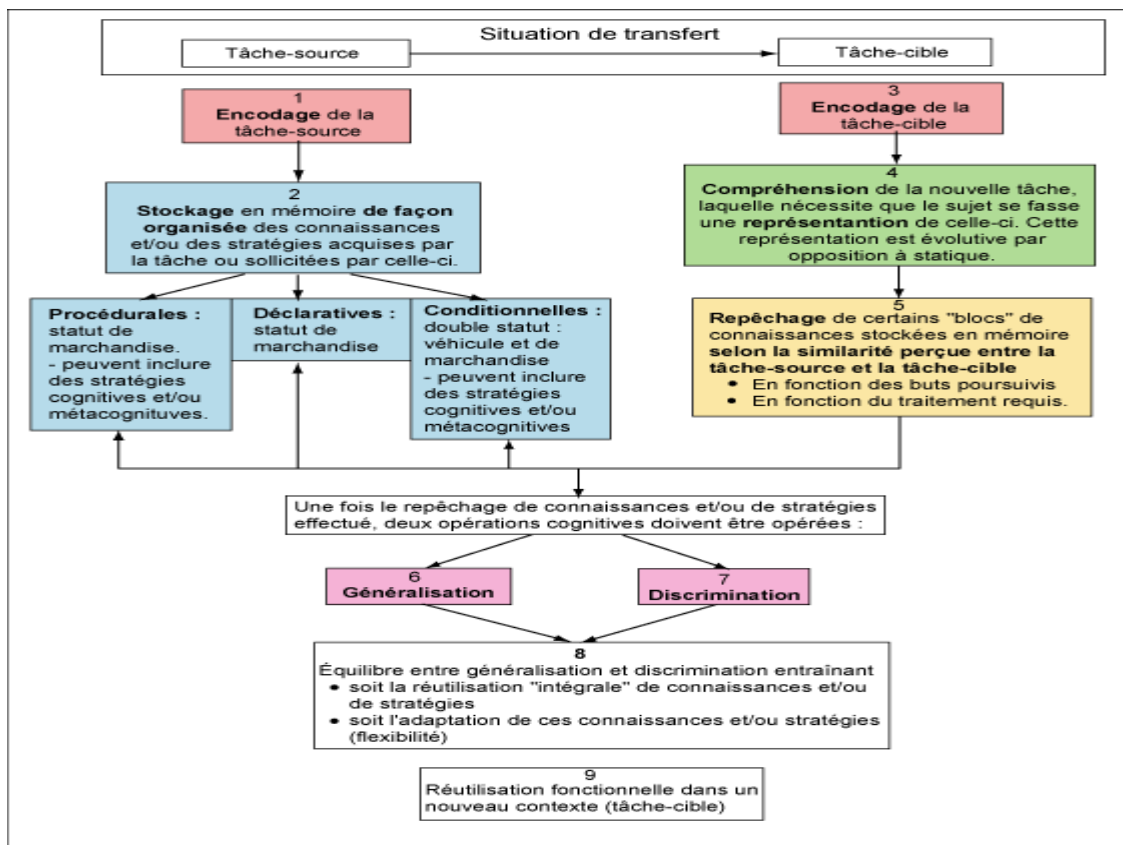 Situation de transfert
Tâche-source
Tâche-cible
1
Encodage de la
tâche-source
3
Encodage de la
tâche-cible
2
Stockage en mémoire de façon
organisée des connaissances
et/ou des stratégies acquises par
la tâche ou sollicitées par celle-ci.
4
Compréhension de la nouvelle tâche,
laquelle nécessite que le sujet se fasse
une représentantion de celle-ci. Cette
représentation est évolutive par
opposition à statique.
Procédurales :
statut de
marchandise.
- peuvent inclure
des stratégies
cognitives et/ou
métacognituves.
Déclaratives :
statut de
marchandise
Conditionnelles :
double statut :
véhicule et de
marchandise
- peuvent inclure
des stratégies
cognitives et/ou
métacognitives
5
Repêchage de certains "blocs" de
connaissances stockées en mémoire
selon la similarité perçue entre la
tâche-source et la tâche-cible
• En fonction des buts poursuivis
• En fonction du traitement requis.
Une fois le repêchage de connaissances et/ou de stratégies
effectué, deux opérations cognitives doivent être opérées :
6
Généralisation
7
Discrimination
8
Équilibre entre généralisation et discrimination entraînant
• soit la réutilisation "intégrale" de connaissances et/ou
de stratégies
• soit l'adaptation de ces connaissances et/ou stratégies
(flexibilité)
9
Réutilisation fonctionnelle dans un
nouveau contexte (tâche-cible)